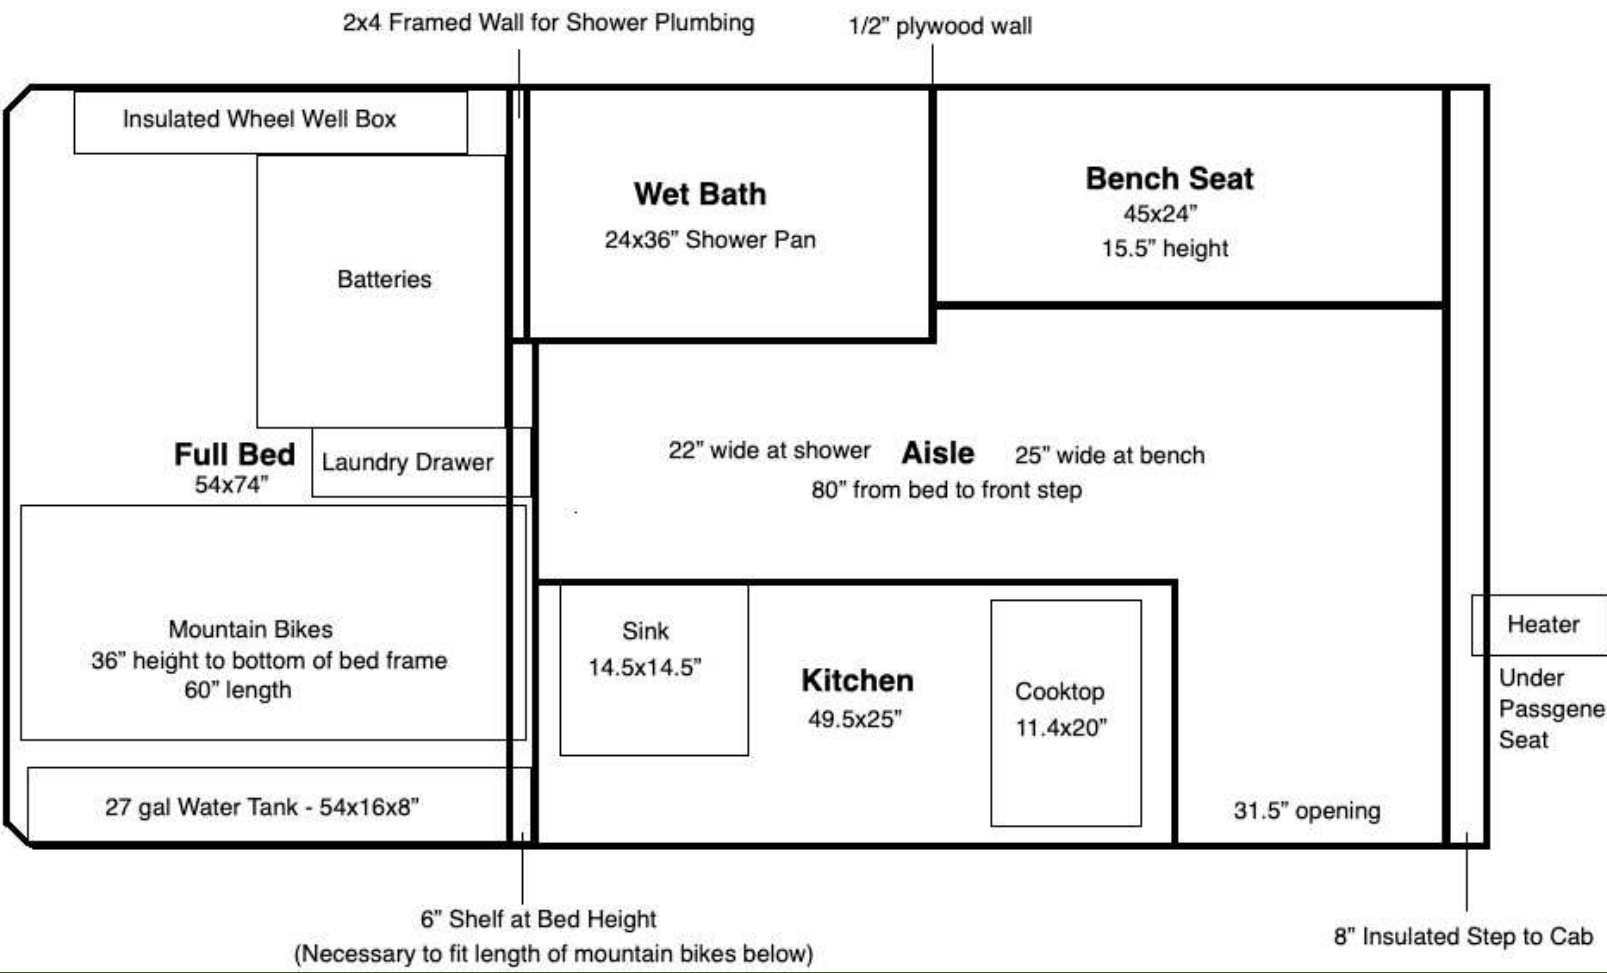 2x4 Framed Wall for Shower Plumbing
1/2” plywood wall
Insulated Wheel Well Box
Batteries
Wet Bath
24x36” Shower Pan
Bench Seat
45x24”
15.5” height
Full Bed
54x74”
Laundry Drawer
22” wide at shower
Aisle
25” wide at bench
80” from bed to front step
Mountain Bikes
36” height to bottom of bed frame
60” length
Sink
14.5x14.5”
Kitchen
49.5x25”
Cooktop
11.4x20”
Heater
Under
Passgene
Seat
27 gal Water Tank - 54x16x8”
31.5” opening
6” Shelf at Bed Height
(Necessary to fit length of mountain bikes below)
8” Insulated Step to Cab